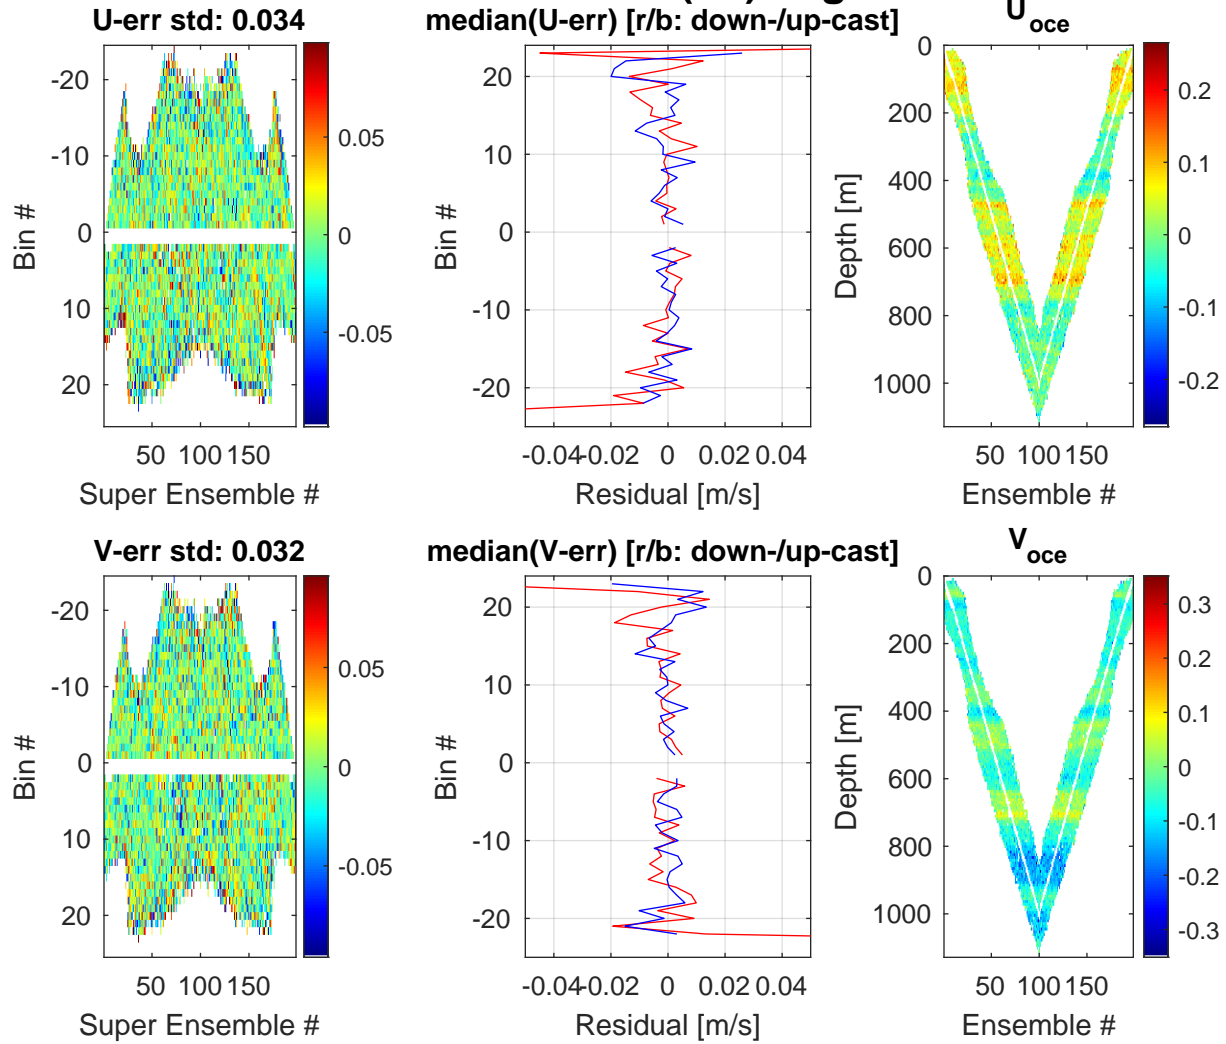 U-err std: 0.034
median(U-err) [r/b: down-/up-cast]
U_oce
-20
-10
0
10
20
Bin #
50 100 150
Super Ensemble #
0.05
0
-0.05
20
10
0
-10
-20
Bin #
-0.04 -0.02 0 0.02 0.04
Residual [m/s]
0
200
400
600
800
1000
Depth [m]
50 100 150
Ensemble #
0.2
0.1
0
-0.1
-0.2
V-err std: 0.032
median(V-err) [r/b: down-/up-cast]
V_oce
-20
-10
0
10
20
Bin #
50 100 150
Super Ensemble #
0.05
0
-0.05
20
10
0
-10
-20
Bin #
-0.04 -0.02 0 0.02 0.04
Residual [m/s]
0
200
400
600
800
1000
Depth [m]
50 100 150
Ensemble #
0.3
0.2
0.1
0
-0.1
-0.2
-0.3